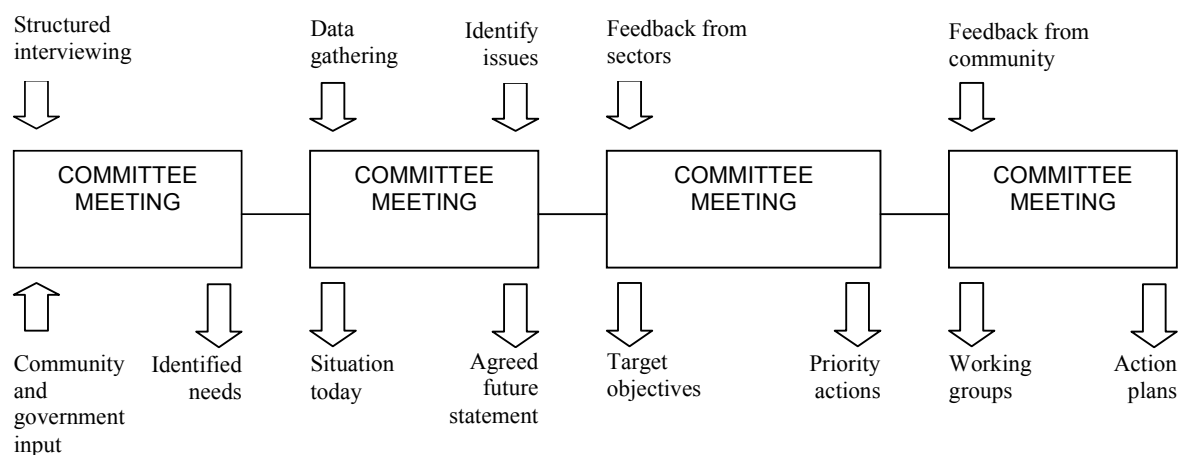 Structured
interviewing
Data
gathering
Identify
issues
Feedback from
sectors
Feedback from
community
COMMITTEE
MEETING
COMMITTEE
MEETING
COMMITTEE
MEETING
COMMITTEE
MEETING
Community
and
government
input
Identified
needs
Situation
today
Agreed
future
statement
Target
objectives
Priority
actions
Working
groups
Action
plans